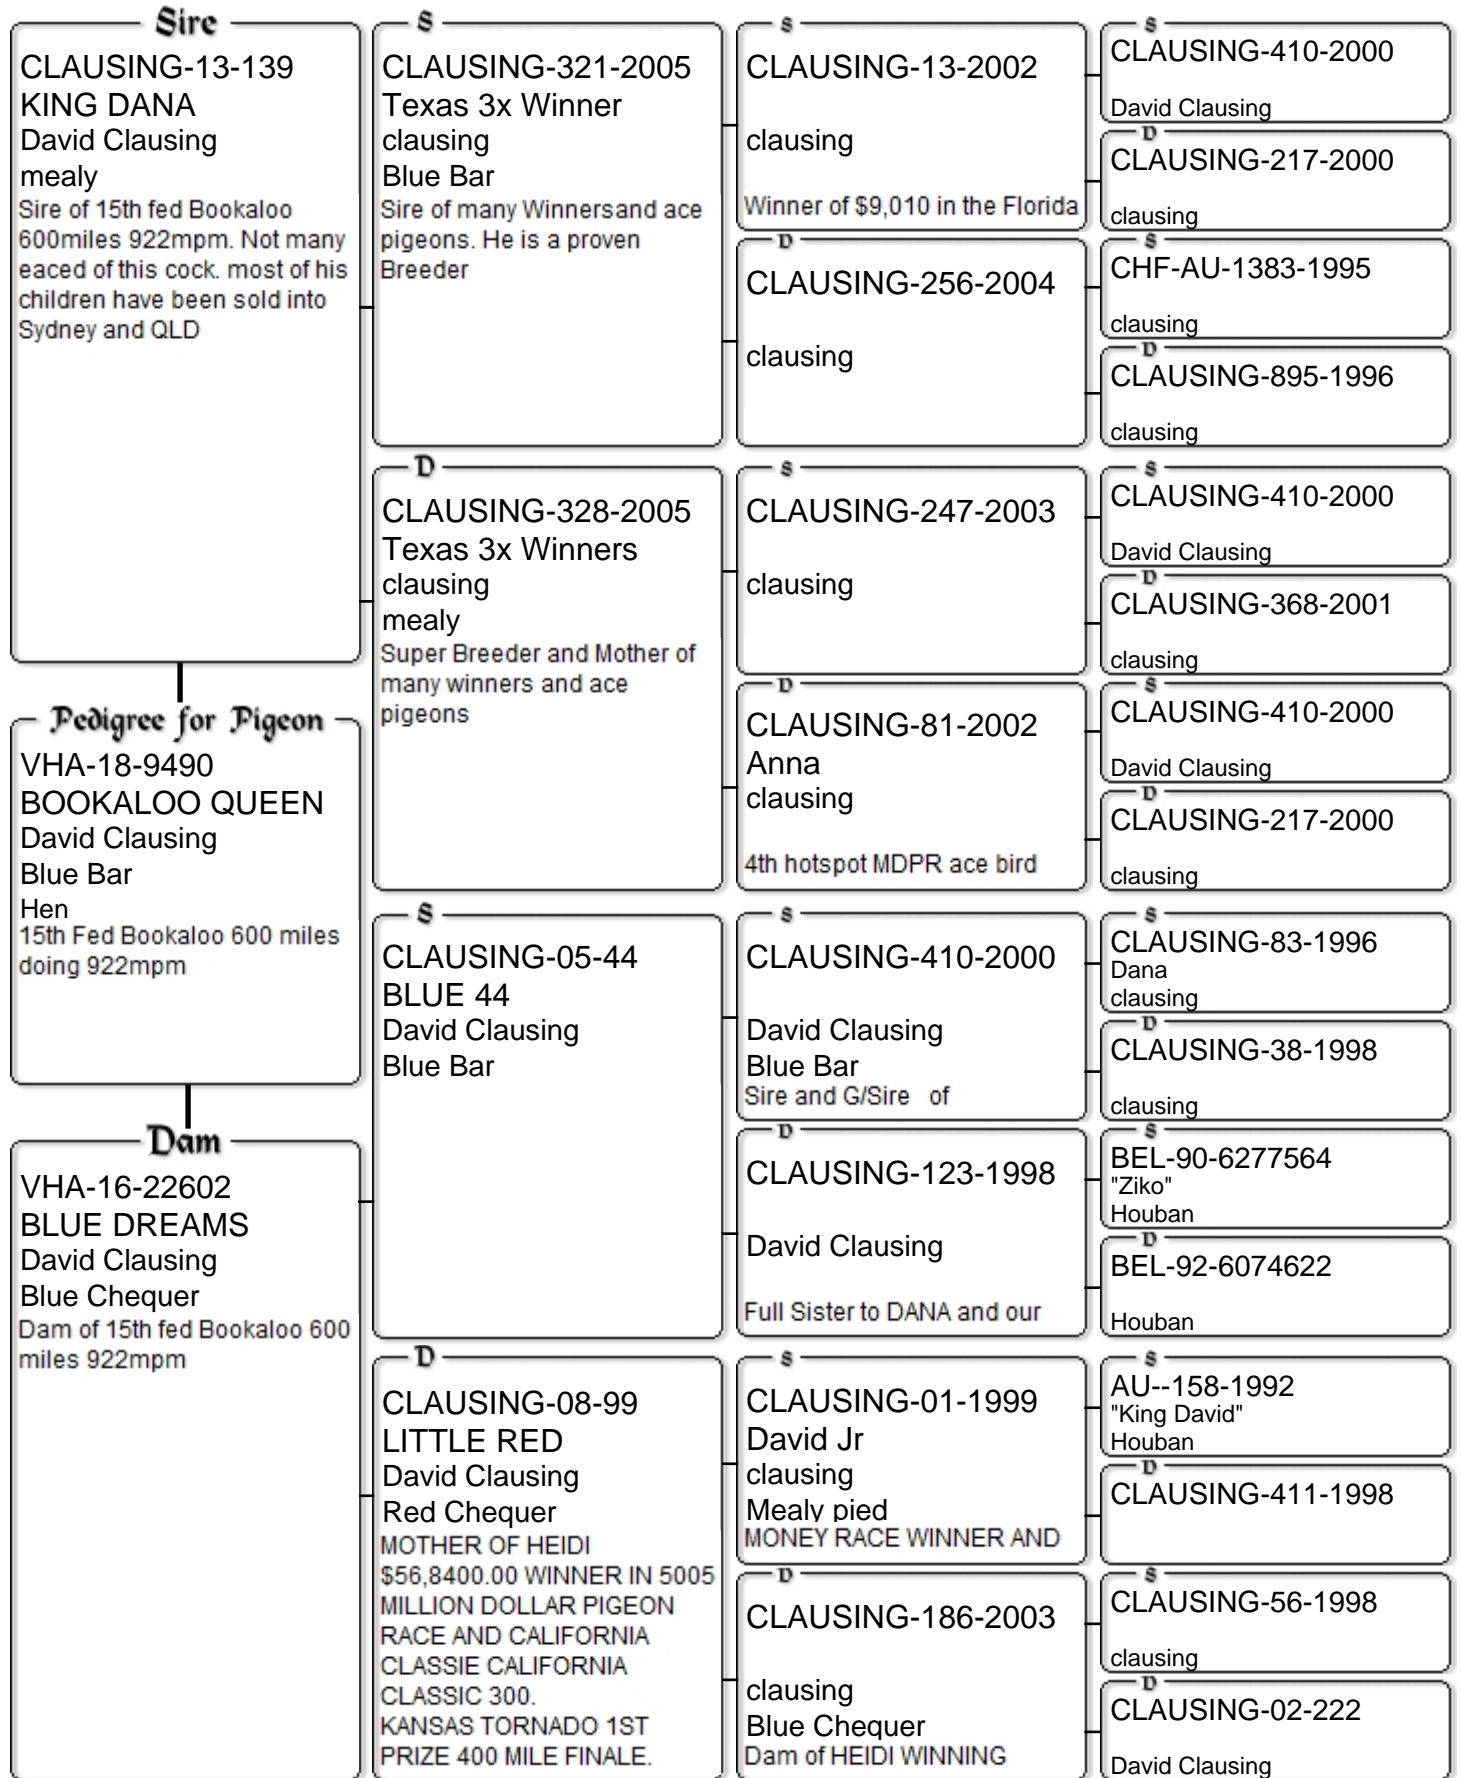 Sire
CLAUSING-13-139
KING DANA
David Clausing
mealy
Sire of 15th fed Bookaloo
600miles 922mpm. Not many
eaced of this cock. most of his
children have been sold into
Sydney and QLD
Pedigree for Pigeon
VHA-18-9490
BOOKALOO QUEEN
David Clausing
Blue Bar
Hen
15th Fed Bookaloo 600 miles
doing 922mpm
Dam
VHA-16-22602
BLUE DREAMS
David Clausing
Blue Chequer
Dam of 15th fed Bookaloo 600
miles 922mpm
S
CLAUSING-321-2005
Texas 3x Winner
clausing
Blue Bar
Sire of many Winnersand ace
pigeons. He is a proven
Breeder
D
CLAUSING-328-2005
Texas 3x Winners
clausing
mealy
Super Breeder and Mother of
many winners and ace
pigeons
S
CLAUSING-05-44
BLUE 44
David Clausing
Blue Bar
D
CLAUSING-08-99
LITTLE RED
David Clausing
Red Chequer
MOTHER OF HEIDI
$56,8400.00 WINNER IN 5005
MILLION DOLLAR PIGEON
RACE AND CALIFORNIA
CLASSIE CALIFORNIA
CLASSIC 300.
KANSAS TORNADO 1ST
PRIZE 400 MILE FINALE.
S
CLAUSING-13-2002
clausing
Winner of $9,010 in the Florida
D
CLAUSING-256-2004
clausing
S
CLAUSING-247-2003
clausing
D
CLAUSING-81-2002
Anna
clausing
4th hotspot MDPR ace bird
S
CLAUSING-410-2000
David Clausing
Blue Bar
Sire and G/Sire of
D
CLAUSING-123-1998
David Clausing
Full Sister to DANA and our
S
CLAUSING-01-1999
David Jr
clausing
Mealy pied
MONEY RACE WINNER AND
D
CLAUSING-186-2003
clausing
Blue Chequer
Dam of HEIDI WINNING
S
CLAUSING-410-2000
David Clausing
D
CLAUSING-217-2000
clausing
S
CHF-AU-1383-1995
clausing
D
CLAUSING-895-1996
clausing
S
CLAUSING-410-2000
David Clausing
D
CLAUSING-368-2001
clausing
S
CLAUSING-410-2000
David Clausing
D
CLAUSING-217-2000
clausing
S
CLAUSING-83-1996
Dana
clausing
D
CLAUSING-38-1998
clausing
S
BEL-90-6277564
"Ziko"
Houban
D
BEL-92-6074622
Houban
S
AU--158-1992
"King David"
Houban
D
CLAUSING-411-1998
S
CLAUSING-56-1998
clausing
D
CLAUSING-02-222
David Clausing